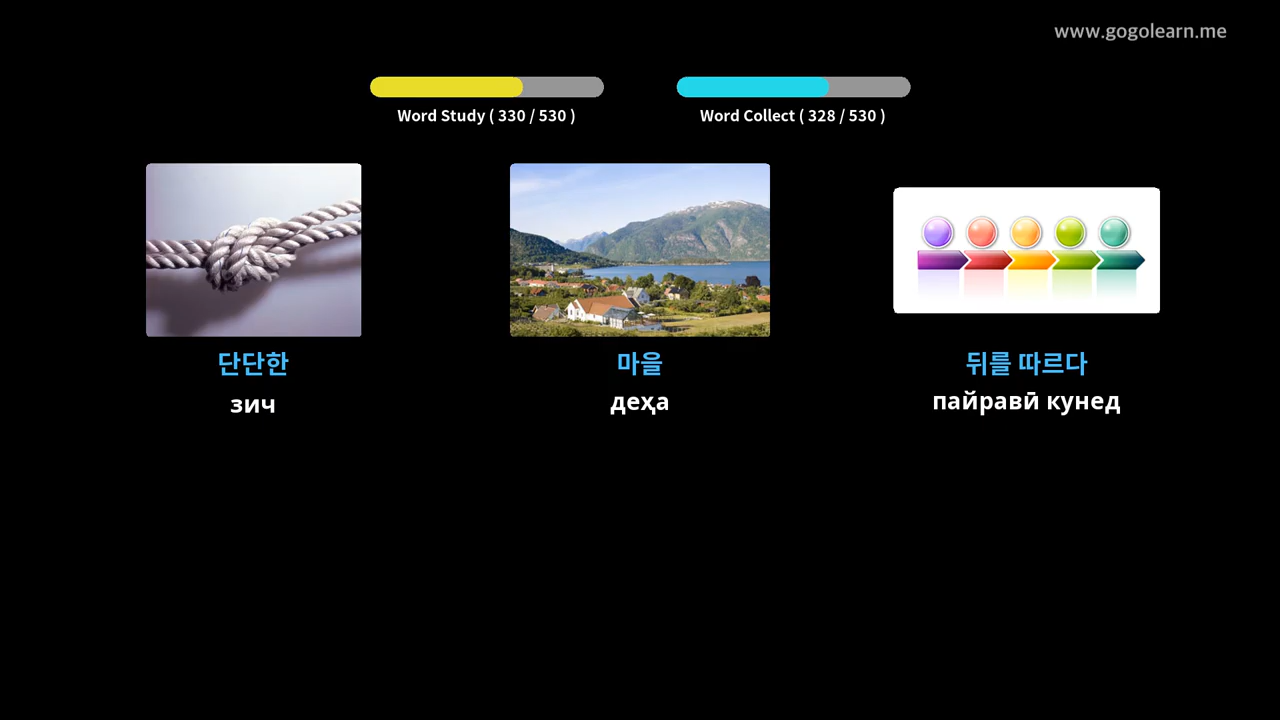 www.gogolearn.me
Word Study ( 330 / 530 )
Word Collect ( 328 / 530 )
단단한
마을
뒤를 따르다
зич
деҳа
пайравӣ кунед